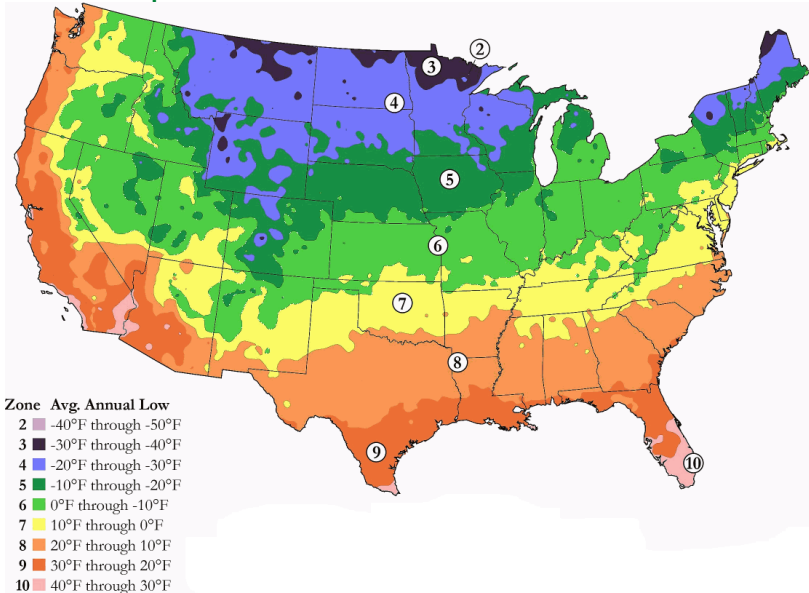 2
3
4
5
6
7
8
9
10
Zone Avg. Annual Low
2 -40°F through -50°F
3 -30°F through -40°F
4 -20°F through -30°F
5 -10°F through -20°F
6 0°F through -10°F
7 10°F through 0°F
8 20°F through 10°F
9 30°F through 20°F
10 40°F through 30°F